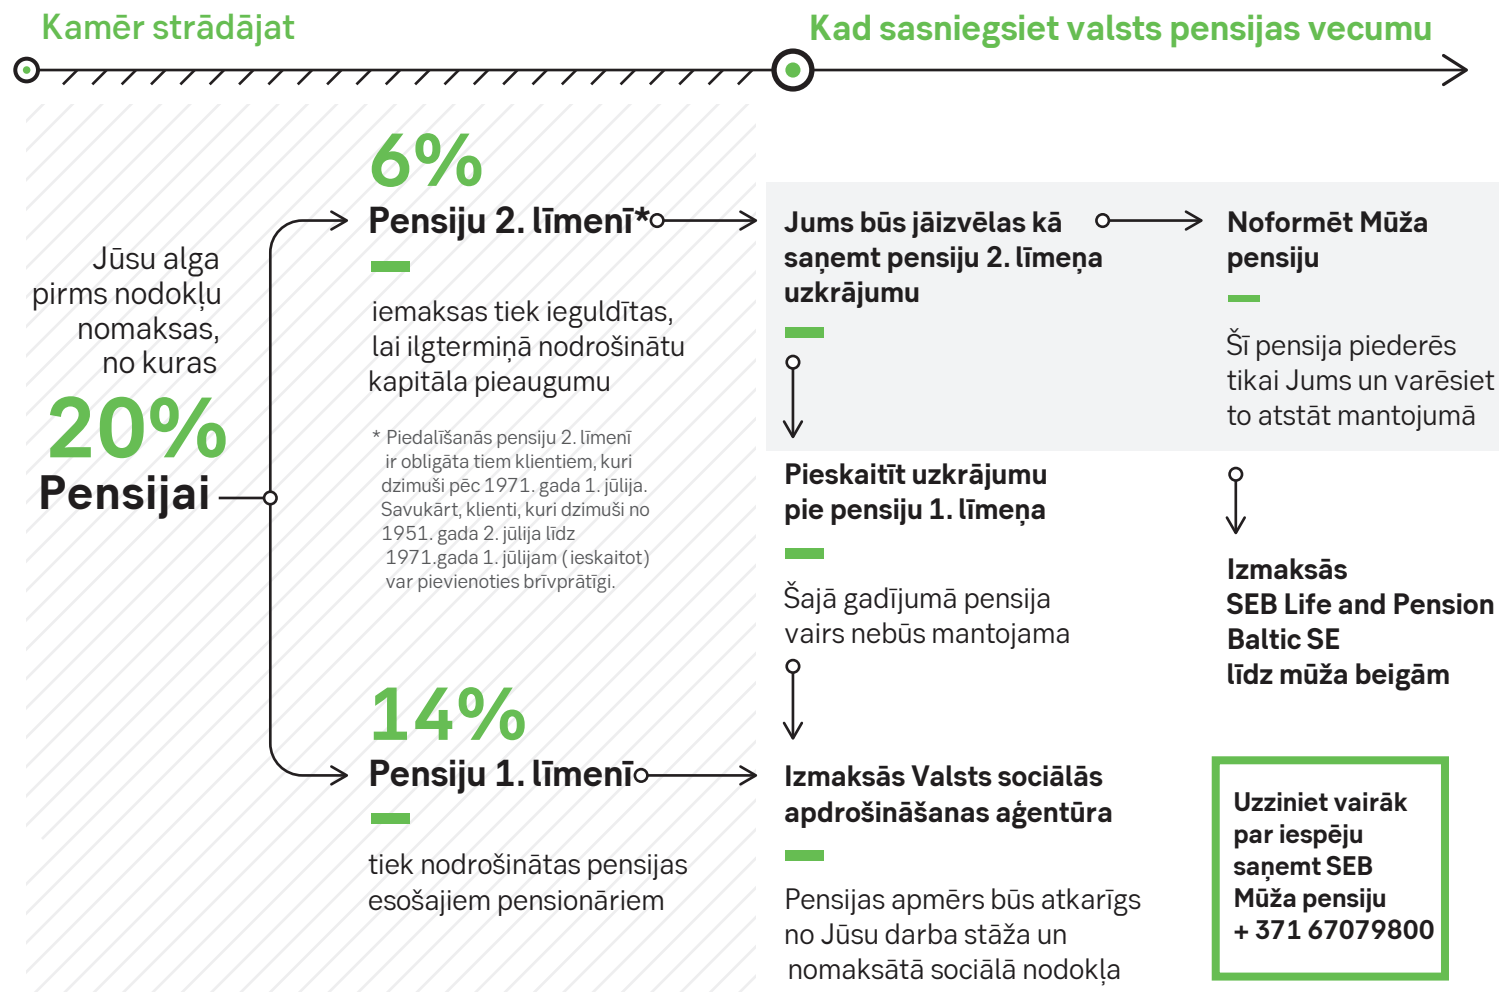 Kamēr strādājat
Kad sasniegsiet valsts pensijas vecumu
Jūsu alga
pirms nodokļu
nomaksas,
no kuras
20%
Pensijai
6%
Pensiju 2. līmenī*
iemaksas tiek ieguldītas,
lai ilgtermiņā nodrošinātu
kapitāla pieaugumu
* Piedalīšanās pensiju 2. līmenī
ir obligāta tiem klientiem, kuri
dzimuši pēc 1971. gada 1. jūlija.
Savukārt, klienti, kuri dzimuši no
1951. gada 2. jūlija līdz
1971.gada 1. jūlijam (ieskaitot)
var pievienoties brīvprātīgi.
14%
Pensiju 1. līmenī
tiek nodrošinātas pensijas
esošajiem pensionāriem
Jums būs jāizvēlas kā
saņemt pensiju 2. līmeņa
uzkrājumu
Pieskaitīt uzkrājumu
pie pensiju 1. līmeņa
Šajā gadījumā pensija
vairs nebūs mantojama
Izmaksās Valsts sociālās
apdrošināšanas aģentūra
Pensijas apmērs būs atkarīgs
no Jūsu darba stāža un
nomaksātā sociālā nodokļa
Noformēt Mūža
pensiju
Šī pensija piederēs
tikai Jums un varēsiet
to atstāt mantojumā
Izmaksās
SEB Life and Pension
Baltic SE
līdz mūža beigām
Uzziniet vairāk
par iespēju
saņemt SEB
Mūža pensiju
+ 371 67079800